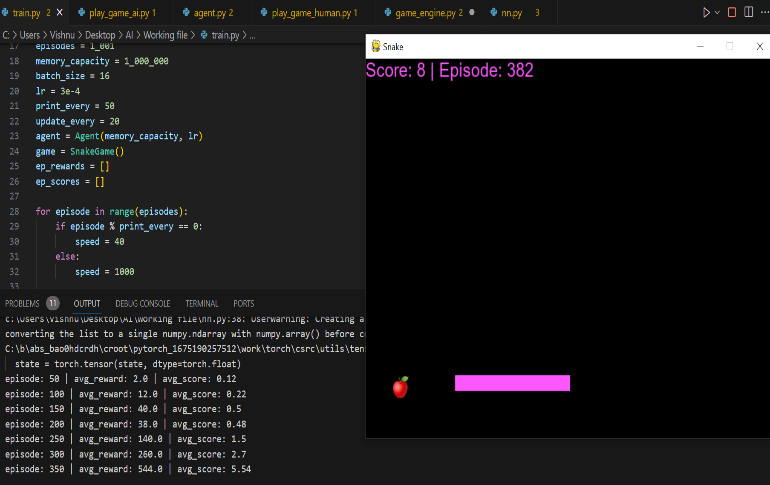 train.py 2 play_game_ai.py 1 agent.py 2 play_game_human.py 1 game_engine.py 2 nn.py 3
C: > Users > Vishnu > Desktop > AI > Working file > train.py > ...
17 episodes = 1_001
18 memory_capacity = 1_000_000
19 batch_size = 16
20 lr = 3e-4
21 print_every = 50
22 update_every = 20
23 agent = Agent(memory_capacity, lr)
24 game = SnakeGame()
25 ep_rewards = []
26 ep_scores = []
27
28 for episode in range(episodes):
29 if episode % print_every == 0:
30 speed = 40
31 else:
32 speed = 1000
33
Snake
Score: 8 | Episode: 382
PROBLEMS 11 OUTPUT DEBUG CONSOLE TERMINAL PORTS
c:\Users\Vishnu\Desktop\AI\Working file\nn.py:38: UserWarning: Creating a
converting the list to a single numpy.ndarray with numpy.array() before
C:\b\abs_bao0hdcrdh\croot\pytorch_1675190257512\work\torch\csrc\utils\
state = torch.tensor(state, dtype=torch.float)
episode: 50 | avg_reward: 2.0 | avg_score: 0.12
episode: 100 | avg_reward: 12.0 | avg_score: 0.22
episode: 150 | avg_reward: 40.0 | avg_score: 0.5
episode: 200 | avg_reward: 38.0 | avg_score: 0.48
episode: 250 | avg_reward: 140.0 | avg_score: 1.5
episode: 300 | avg_reward: 260.0 | avg_score: 2.7
episode: 350 | avg_reward: 544.0 | avg_score: 5.54